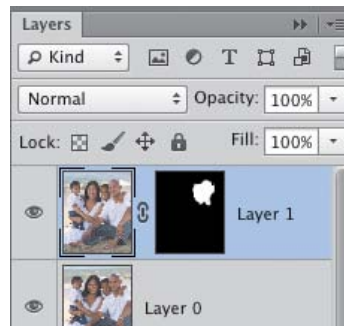 Layers
Kind
T
Normal Opacity: 100%
Lock: Fill: 100%
Layer 1
Layer 0